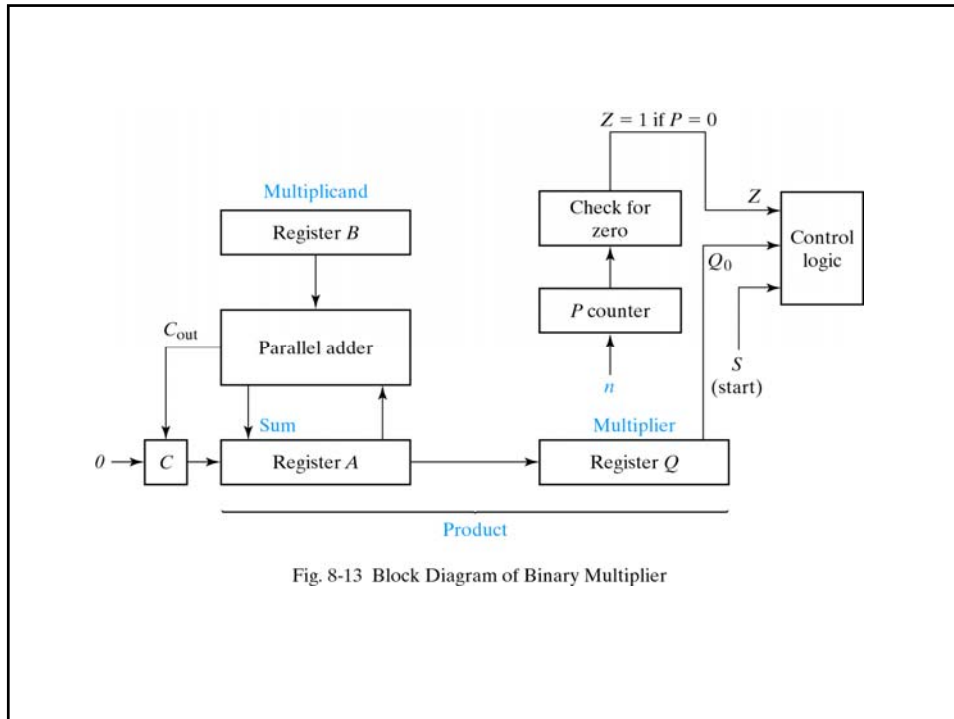 Z = 1 if P = 0
Multiplicand
Z
Check for
zero
Register B
Control
logic
Q0
P counter
Cout
Parallel adder
S
(start)
n
Sum
Multiplier
0
C
Register A
Register Q
Product
Fig. 8-13 Block Diagram of Binary Multiplier